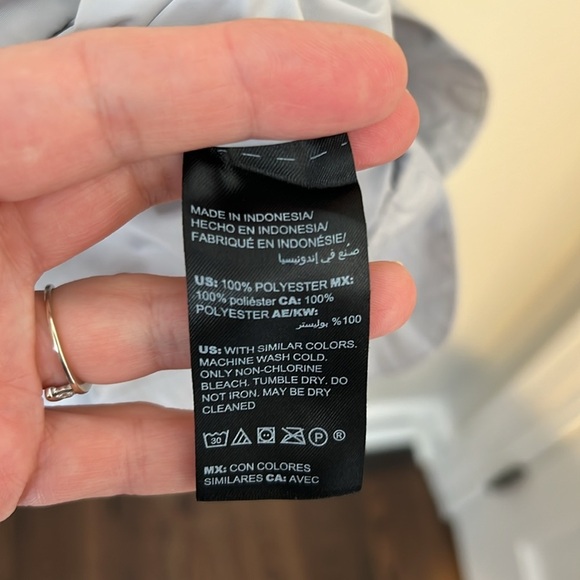 MADE IN INDONESIA/
HECHO EN INDONESIA/
FABRIQUÉ EN INDONÉSIE/
صُنع في إندونيسيا
US: 100% POLYESTER MX:
100% poliéster CA: 100%
POLYESTER AE/KW:
100 % بوليستر
US: WITH SIMILAR COLORS.
MACHINE WASH COLD.
ONLY NON-CHLORINE
BLEACH. TUMBLE DRY. DO
NOT IRON. MAY BE DRY
CLEANED
30 P ®
MX: CON COLORES
SIMILARES CA: AVEC